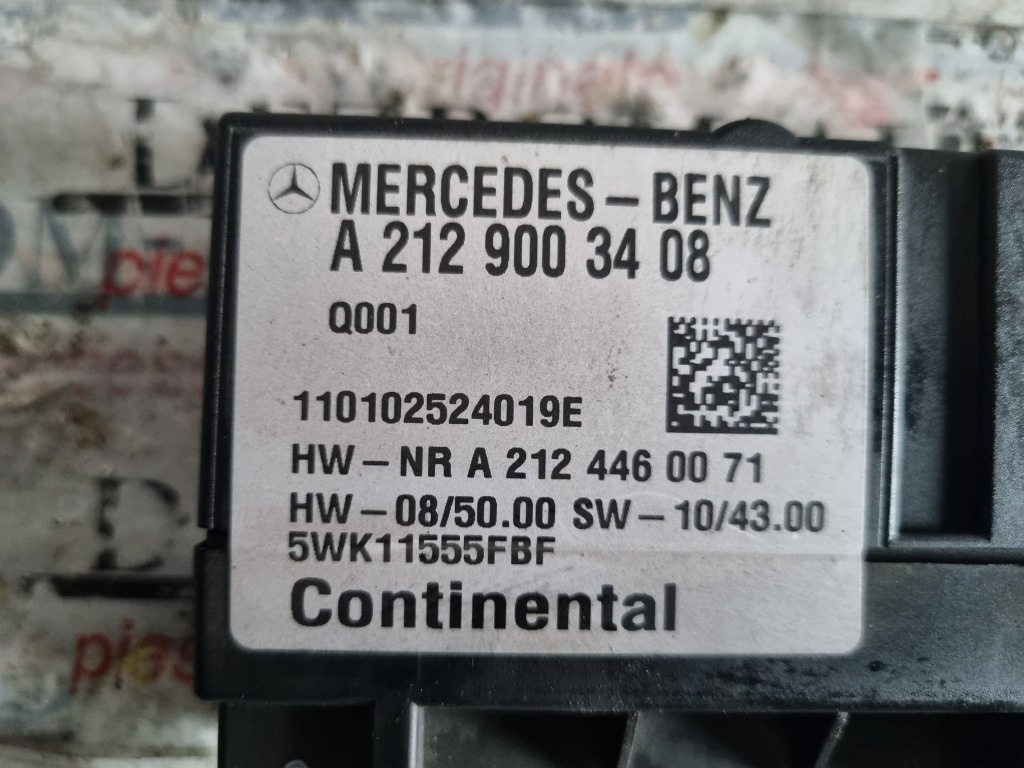 MERCEDES-BENZ
A 212 900 34 08
Q001
110102524019E
HW-NR A 212 446 00 71
HW-08/50.00 SW-10/43.00
5WK11555FBF
Continental